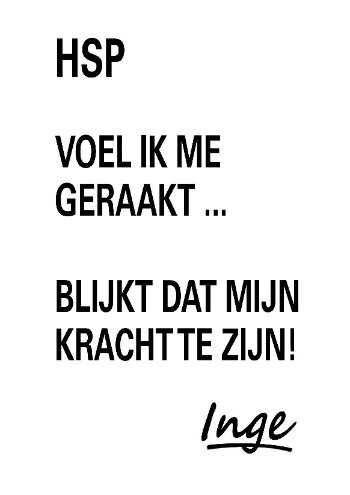 HSP
VOEL IK ME
GERAAKT ...
BLIJKT DAT MIJN
KRACHT TE ZIJN!
Inge